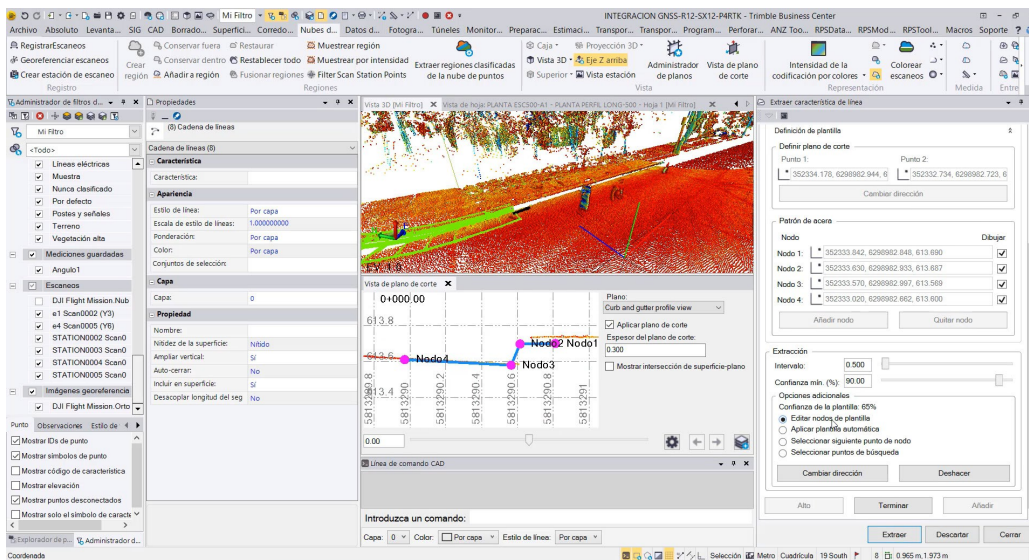 Mi Filtro
INTEGRACION GNSS-R12-SX12-P4RTK - Trimble Business Center
Archivo Absoluto Levanta... SIG CAD Borrado... Superfici... Corredo... Nubes d... Datos d... Fotogra... Túneles Monitor... Preparac... Estimaci... Transpor... Transpor... Program... Perforar... ANZ Too... RPSData... RPSMod... RPSTool... Macros Soporte
RegistrarEscaneos
Georreferenciar escaneos
Crear estación de escaneo
Registro
Crear región
Conservar fuera
Conservar dentro
Añadir a región
Restaurar
Restablecer todo
Fusionar regiones
Muestrear región
Muestrear por intensidad
Filter Scan Station Points
Extraer regiones clasificadas de la nube de puntos
Regiones
Caja
Vista 3D
Superior
Proyección 3D
Eje Z arriba
Vista estación
Administrador de planos
Vista de plano de corte
Vista
Intensidad de la codificación por colores
Colorear escaneos
Representación
Medida
Entre
Administrador de filtros d...
Mi Filtro
<Todo>
Líneas eléctricas
Muestra
Nunca clasificado
Por defecto
Postes y señales
Terreno
Vegetación alta
Mediciones guardadas
Angulo1
Escaneos
DJI Flight Mission.Nub
e1 Scan0002 (Y3)
e4 Scan0005 (Y6)
STATION0002 Scan0
STATION0003 Scan0
STATION0004 Scan0
STATION0005 Scan0
Imágenes georeferencia
DJI Flight Mission.Orto
Punto Observaciones Estilo de
Mostrar IDs de punto
Mostrar símbolos de punto
Mostrar código de característica
Mostrar elevación
Mostrar puntos desconectados
Mostrar solo el símbolo de caracte
Explorador de p... Administrador d...
Coordenada
Propiedades
(8) Cadena de líneas
Cadena de líneas (8)
Característica
Característica:
Apariencia
Estilo de línea: Por capa
Escala de estilo de líneas: 1.000000000
Ponderación: Por capa
Color: Por capa
Conjuntos de selección:
Capa
Capa: 0
Propiedad
Nombre:
Nitidez de la superficie: Nítido
Ampliar vertical: Sí
Auto-cerrar: No
Incluir en superficie: Sí
Desacoplar longitud del seg No
Vista 3D [Mi Filtro] Vista de hoja: PLANTA ESC500-A1 - PLANTA PERFIL LONG-500 - Hoja 1 [Mi Filtro]
Vista de plano de corte
0+000.00
613.8
613.6
613.4
Nodo4
Nodo3
Nodo2
Nodo1
5813290
5813290.2
5813290.4
5813290.6
5813290.8
5813291
Plano:
Curb and gutter profile view
Aplicar plano de corte
Espesor del plano de corte:
0.300
Mostrar intersección de superficie-plano
0.00
Línea de comando CAD
Introduzca un comando:
Capa: 0 Color: Por capa Estilo de línea: Por capa
Extraer característica de línea
Definición de plantilla
Definir plano de corte
Punto 1: Punto 2:
352334.178, 6298982.944, 6
352332.734, 6298982.723, 6
Cambiar dirección
Patrón de acera
Nodo Dibujar
Nodo 1: 352333.842, 6298982.848, 613.690
Nodo 2: 352333.630, 6298982.933, 613.687
Nodo 3: 352333.570, 6298982.997, 613.569
Nodo 4: 352333.020, 6298982.662, 613.600
Añadir nodo Quitar nodo
Extracción
Intervalo: 0.500
Confianza mín. (%): 90.00
Opciones adicionales
Confianza de la plantilla: 65%
Editar nodos de plantilla
Aplicar plantilla automática
Seleccionar siguiente punto de nodo
Seleccionar puntos de búsqueda
Cambiar dirección Deshacer
Alto Terminar Añadir
Extraer Descartar Cerrar
Selección Metro Cuadrícula 19 South 8 0.965 m, 1.973 m